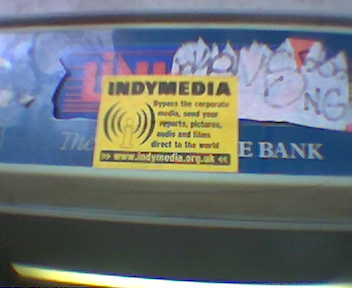 INDYMEDIA
Bypass the corporate
media, send your
reports, pictures,
audio and films
direct to the world
>> www.indymedia.org.uk <<
The
E BANK